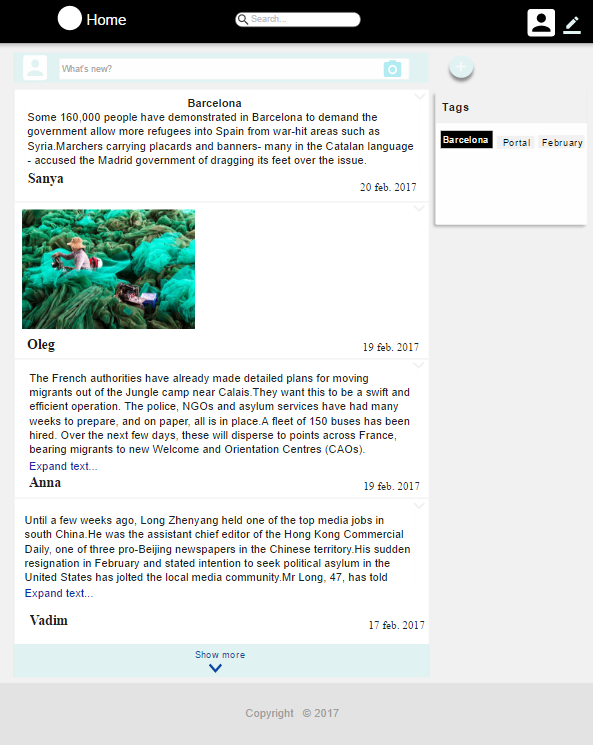 Home
Search...
What's new?
Barcelona
Some 160,000 people have demonstrated in Barcelona to demand the
government allow more refugees into Spain from war-hit areas such as
Syria.Marchers carrying placards and banners- many in the Catalan language
- accused the Madrid government of dragging its feet over the issue.
Sanya
20 feb. 2017
Oleg
19 feb. 2017
The French authorities have already made detailed plans for moving
migrants out of the Jungle camp near Calais.They want this to be a swift and
efficient operation. The police, NGOs and asylum services have had many
weeks to prepare, and on paper, all is in place.A fleet of 150 buses has been
hired. Over the next few days, these will disperse to points across France,
bearing migrants to new Welcome and Orientation Centres (CAOs).
Expand text...
Anna
19 feb. 2017
Until a few weeks ago, Long Zhenyang held one of the top media jobs in
south China.He was the assistant chief editor of the Hong Kong Commercial
Daily, one of three pro-Beijing newspapers in the Chinese territory.His sudden
resignation in February and stated intention to seek political asylum in the
United States has jolted the local media community.Mr Long, 47, has told
Expand text...
Vadim
17 feb. 2017
Show more
Tags
Barcelona Portal February
Copyright © 2017